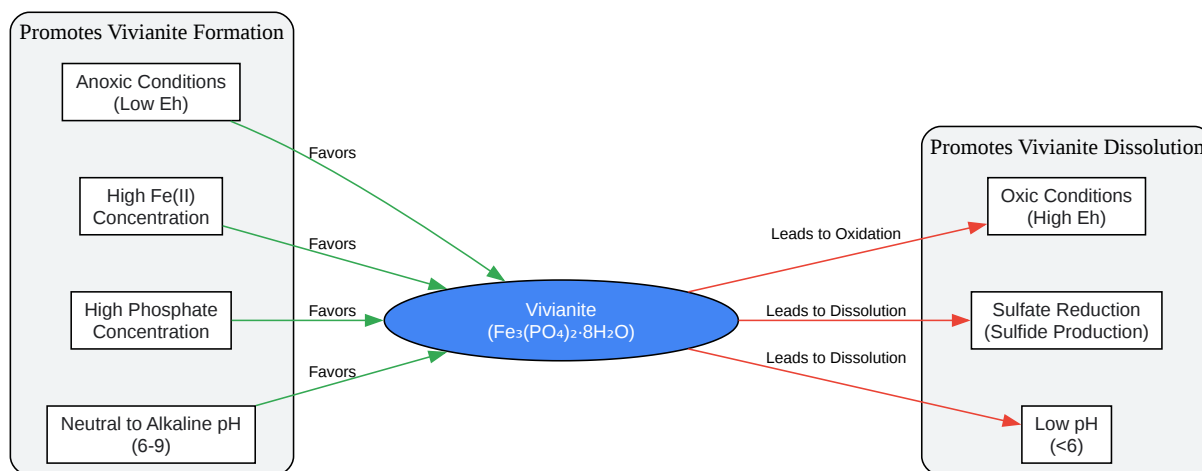 Promotes Vivianite Formation
Anoxic Conditions
(Low Eh)
Favors
High Fe(II)
Concentration
Favors
High Phosphate
Concentration
Favors
Neutral to Alkaline pH
(6-9)
Favors
Vivianite
(Fe₃(PO₄)₂·8H₂O)
Promotes Vivianite Dissolution
Leads to Oxidation
Oxic Conditions
(High Eh)
Leads to Dissolution
Sulfate Reduction
(Sulfide Production)
Leads to Dissolution
Low pH
(<6)